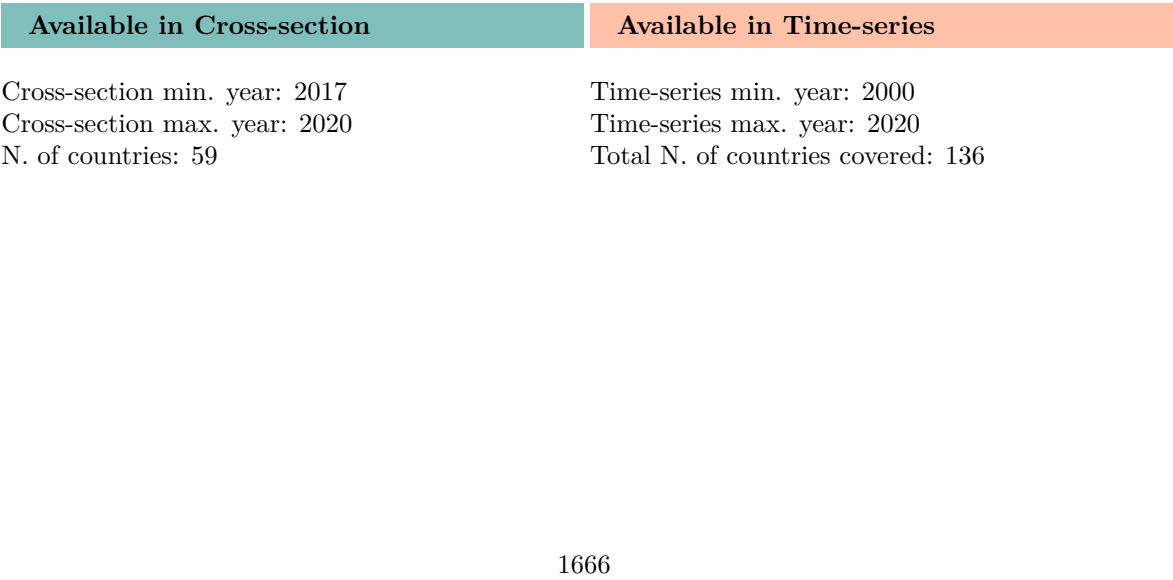 Available in Cross-section
Cross-section min. year: 2017
Cross-section max. year: 2020
N. of countries: 59
Available in Time-series
Time-series min. year: 2000
Time-series max. year: 2020
Total N. of countries covered: 136
1666